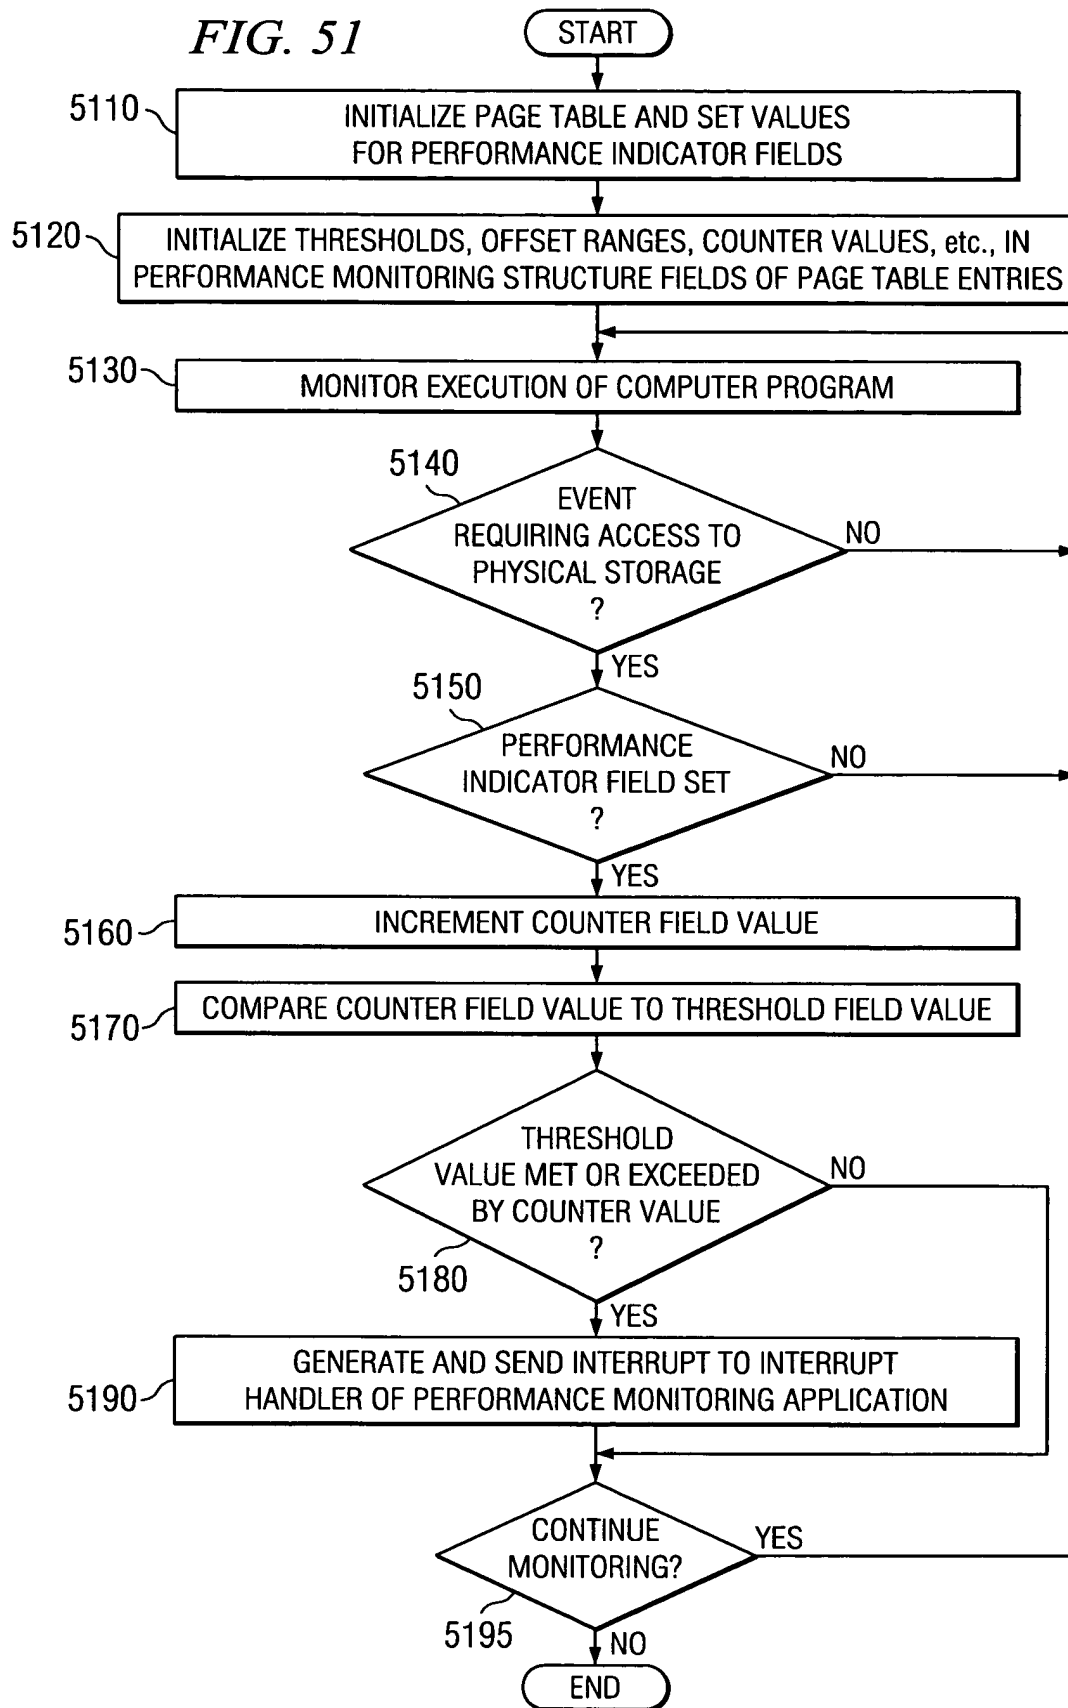 FIG. 51
START
5110
INITIALIZE PAGE TABLE AND SET VALUES
FOR PERFORMANCE INDICATOR FIELDS
5120
INITIALIZE THRESHOLDS, OFFSET RANGES, COUNTER VALUES, etc., IN
PERFORMANCE MONITORING STRUCTURE FIELDS OF PAGE TABLE ENTRIES
5130
MONITOR EXECUTION OF COMPUTER PROGRAM
5140
EVENT
REQUIRING ACCESS TO
PHYSICAL STORAGE
?
NO
YES
5150
PERFORMANCE
INDICATOR FIELD SET
?
NO
YES
5160
INCREMENT COUNTER FIELD VALUE
5170
COMPARE COUNTER FIELD VALUE TO THRESHOLD FIELD VALUE
THRESHOLD
VALUE MET OR EXCEEDED
BY COUNTER VALUE
?
NO
5180
YES
5190
GENERATE AND SEND INTERRUPT TO INTERRUPT
HANDLER OF PERFORMANCE MONITORING APPLICATION
CONTINUE
MONITORING?
YES
5195
NO
END